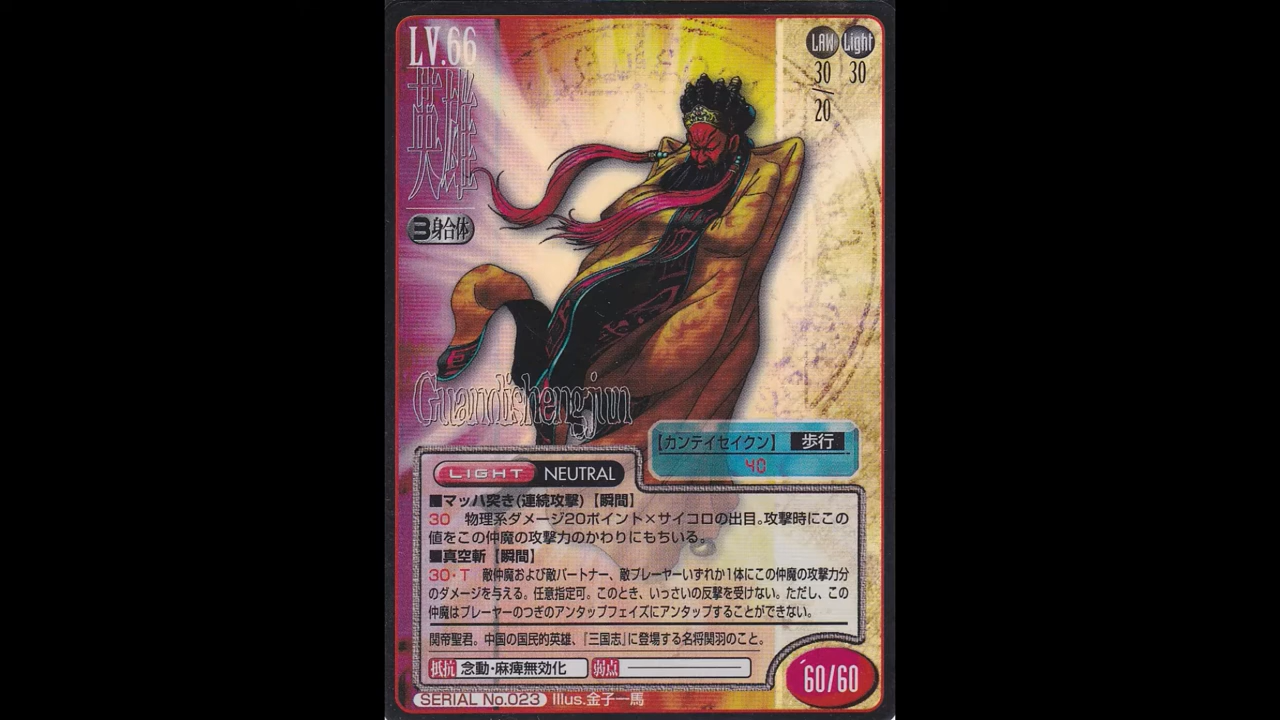 LV.66
英雄
3身合体
LAW Light
30/20 30
Guandishengjun
【カンテイセイクン】 歩行
40
LIGHT NEUTRAL
■マッハ突き(連続攻撃)【瞬間】
30 物理系ダメージ20ポイント×サイコロの出目。攻撃時にこの
値をこの仲魔の攻撃力のかわりにもちいる。
■真空斬【瞬間】
30・T 敵仲魔および敵パートナー、敵プレーヤーいずれか1体にこの仲魔の攻撃力分
のダメージを与える。任意指定可。このとき、いっさいの反撃を受けない。ただし、この
仲魔はプレーヤーのつぎのアンタップフェイズにアンタップすることができない。
関帝聖君。中国の国民的英雄、『三国志』に登場する名将関羽のこと。
抵抗 念動・麻痺無効化 弱点
60/60
SERIAL No.023 Illus.金子一馬